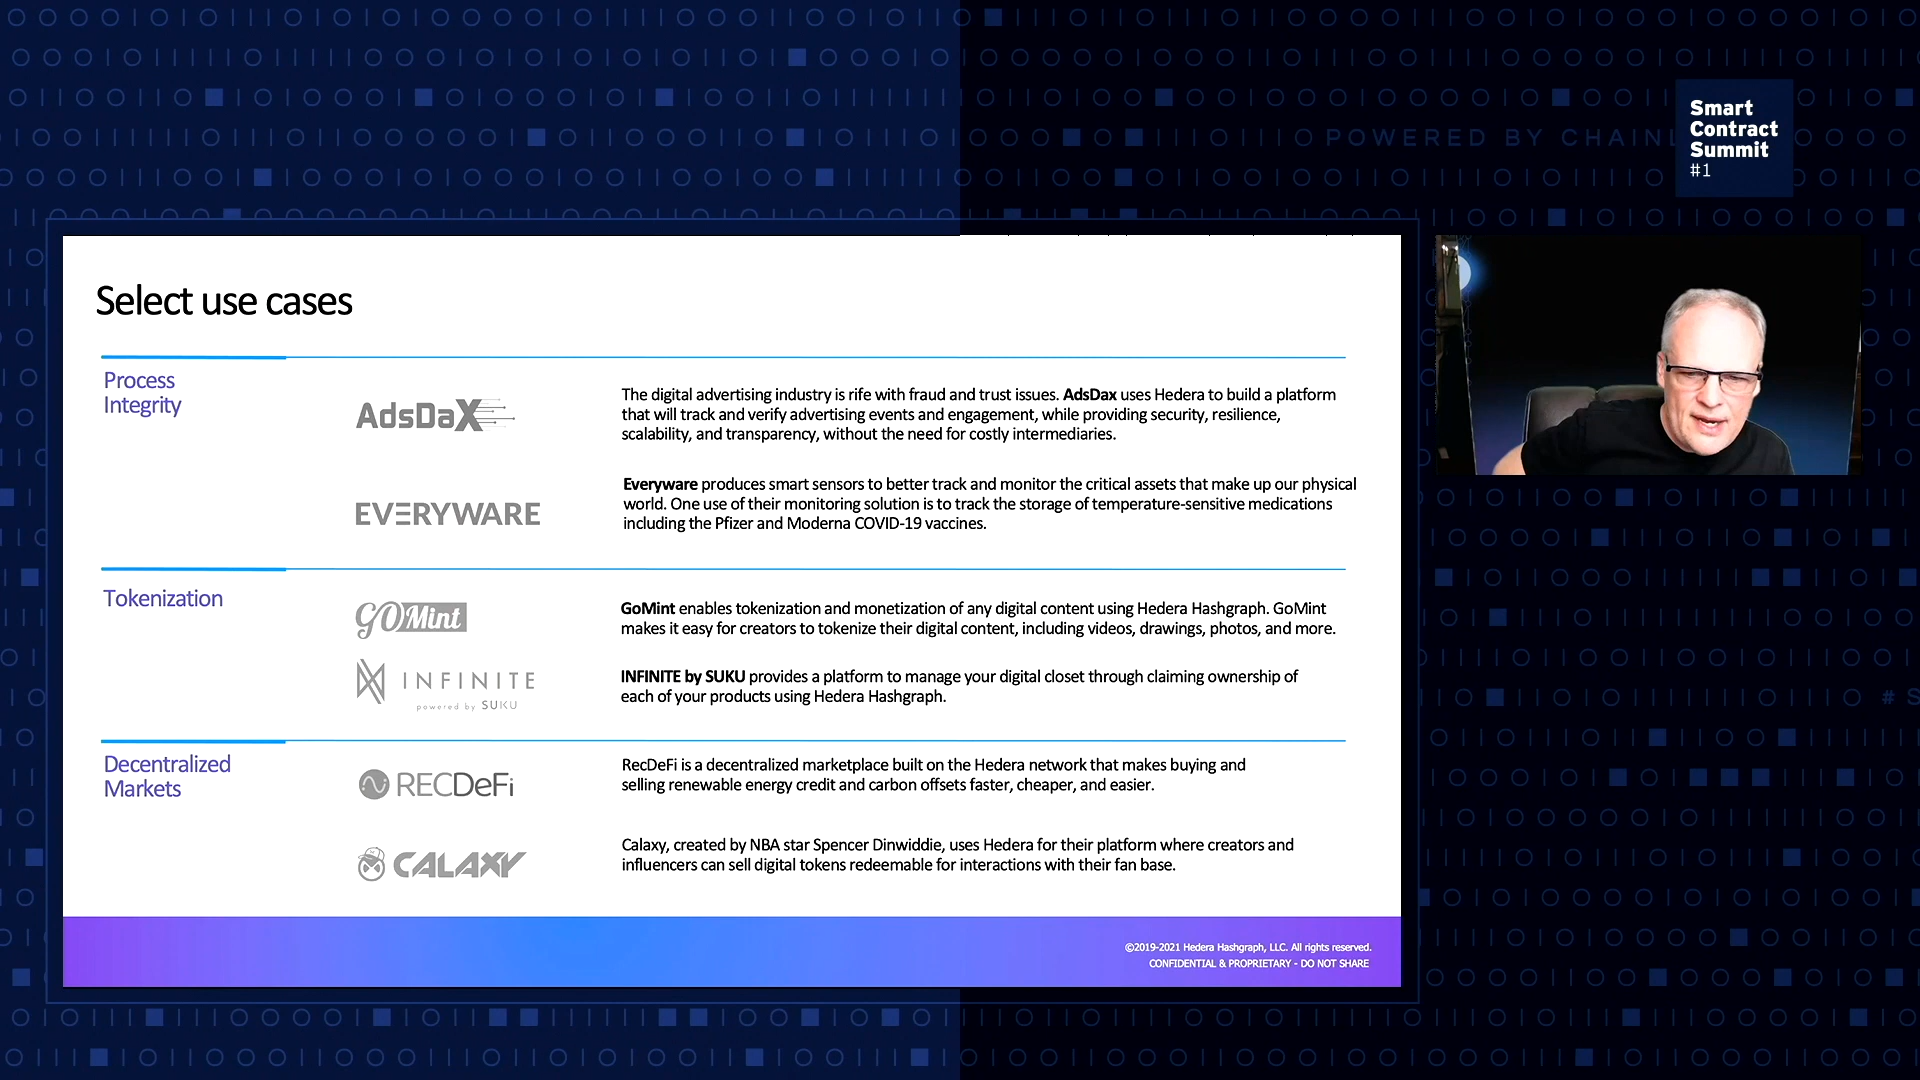 POWERED BY CHAINL
Smart
Contract
Summit
#1
Select use cases
Process
Integrity
AdsDaX
The digital advertising industry is rife with fraud and trust issues. AdsDax uses Hedera to build a platform
that will track and verify advertising events and engagement, while providing security, resilience,
scalability, and transparency, without the need for costly intermediaries.
EVERYWARE
Everyware produces smart sensors to better track and monitor the critical assets that make up our physical
world. One use of their monitoring solution is to track the storage of temperature-sensitive medications
including the Pfizer and Moderna COVID-19 vaccines.
Tokenization
GOMint
GoMint enables tokenization and monetization of any digital content using Hedera Hashgraph. GoMint
makes it easy for creators to tokenize their digital content, including videos, drawings, photos, and more.
INFINITE
powered by SUKU
INFINITE by SUKU provides a platform to manage your digital closet through claiming ownership of
each of your products using Hedera Hashgraph.
# S
Decentralized
Markets
RECDeFi
RecDeFi is a decentralized marketplace built on the Hedera network that makes buying and
selling renewable energy credit and carbon offsets faster, cheaper, and easier.
CALAXY
Calaxy, created by NBA star Spencer Dinwiddie, uses Hedera for their platform where creators and
influencers can sell digital tokens redeemable for interactions with their fan base.
©2019-2021 Hedera Hashgraph, LLC. All rights reserved.
CONFIDENTIAL & PROPRIETARY - DO NOT SHARE